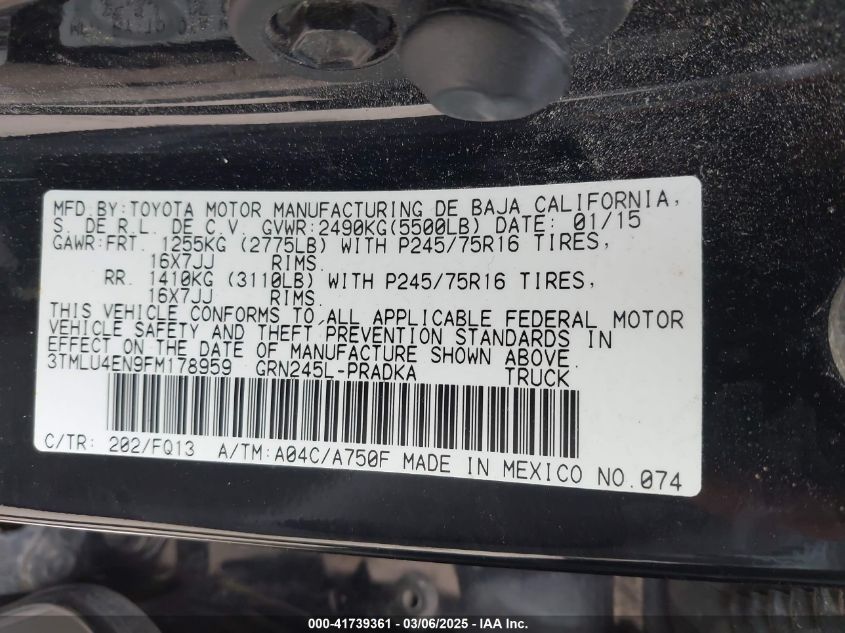 MFD.BY:TOYOTA MOTOR MANUFACTURING DE BAJA CALIFORNIA,
S. DE R.L. DE C.V. GVWR:2490KG(5500LB) DATE: 01/15
GAWR:FRT. 1255KG (2775LB) WITH P245/75R16 TIRES,
16X7JJ RIMS.
RR. 1410KG (3110LB) WITH P245/75R16 TIRES,
16X7JJ RIMS.
THIS VEHICLE CONFORMS TO ALL APPLICABLE FEDERAL MOTOR
VEHICLE SAFETY AND THEFT PREVENTION STANDARDS IN
EFFECT ON THE DATE OF MANUFACTURE SHOWN ABOVE.
3TMLU4EN9FM178959 GRN245L-PRADKA TRUCK
C/TR: 202/FQ13 A/TM:A04C/A750F MADE IN MEXICO NO.074
000-41739361 - 03/06/2025 - IAA Inc.